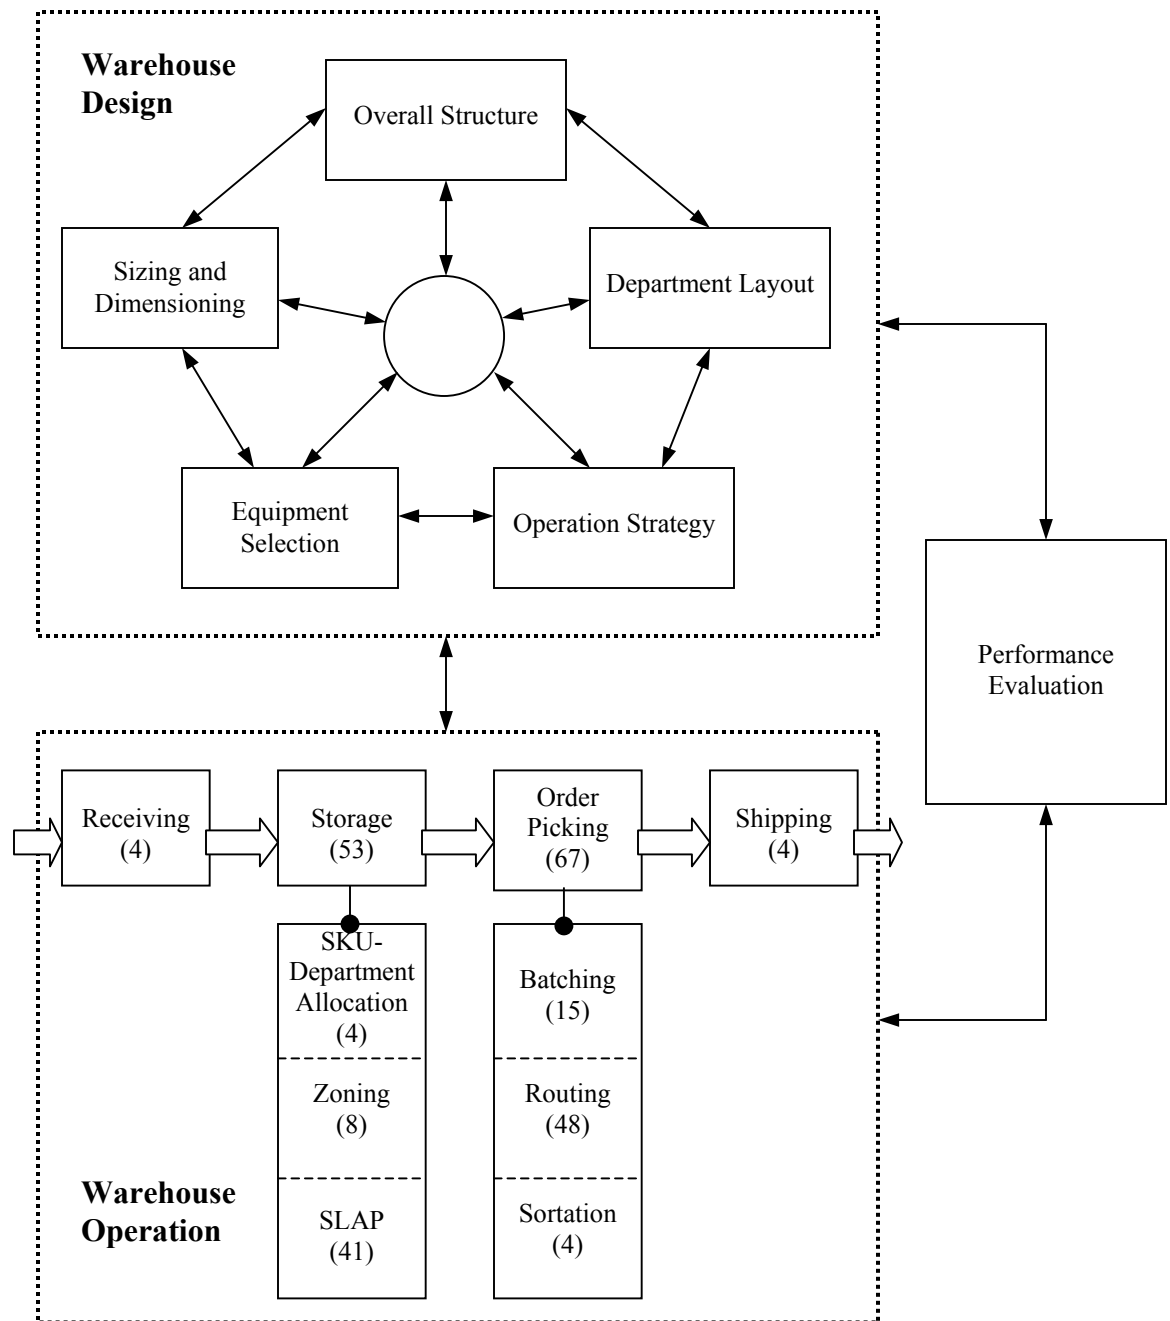 Warehouse
Design
Overall Structure
Sizing and
Dimensioning
Department Layout
Equipment
Selection
Operation Strategy
Performance
Evaluation
Receiving
(4)
Storage
(53)
Order
Picking
(67)
Shipping
(4)
SKU-
Department
Allocation
(4)
Zoning
(8)
SLAP
(41)
Batching
(15)
Routing
(48)
Sortation
(4)
Warehouse
Operation